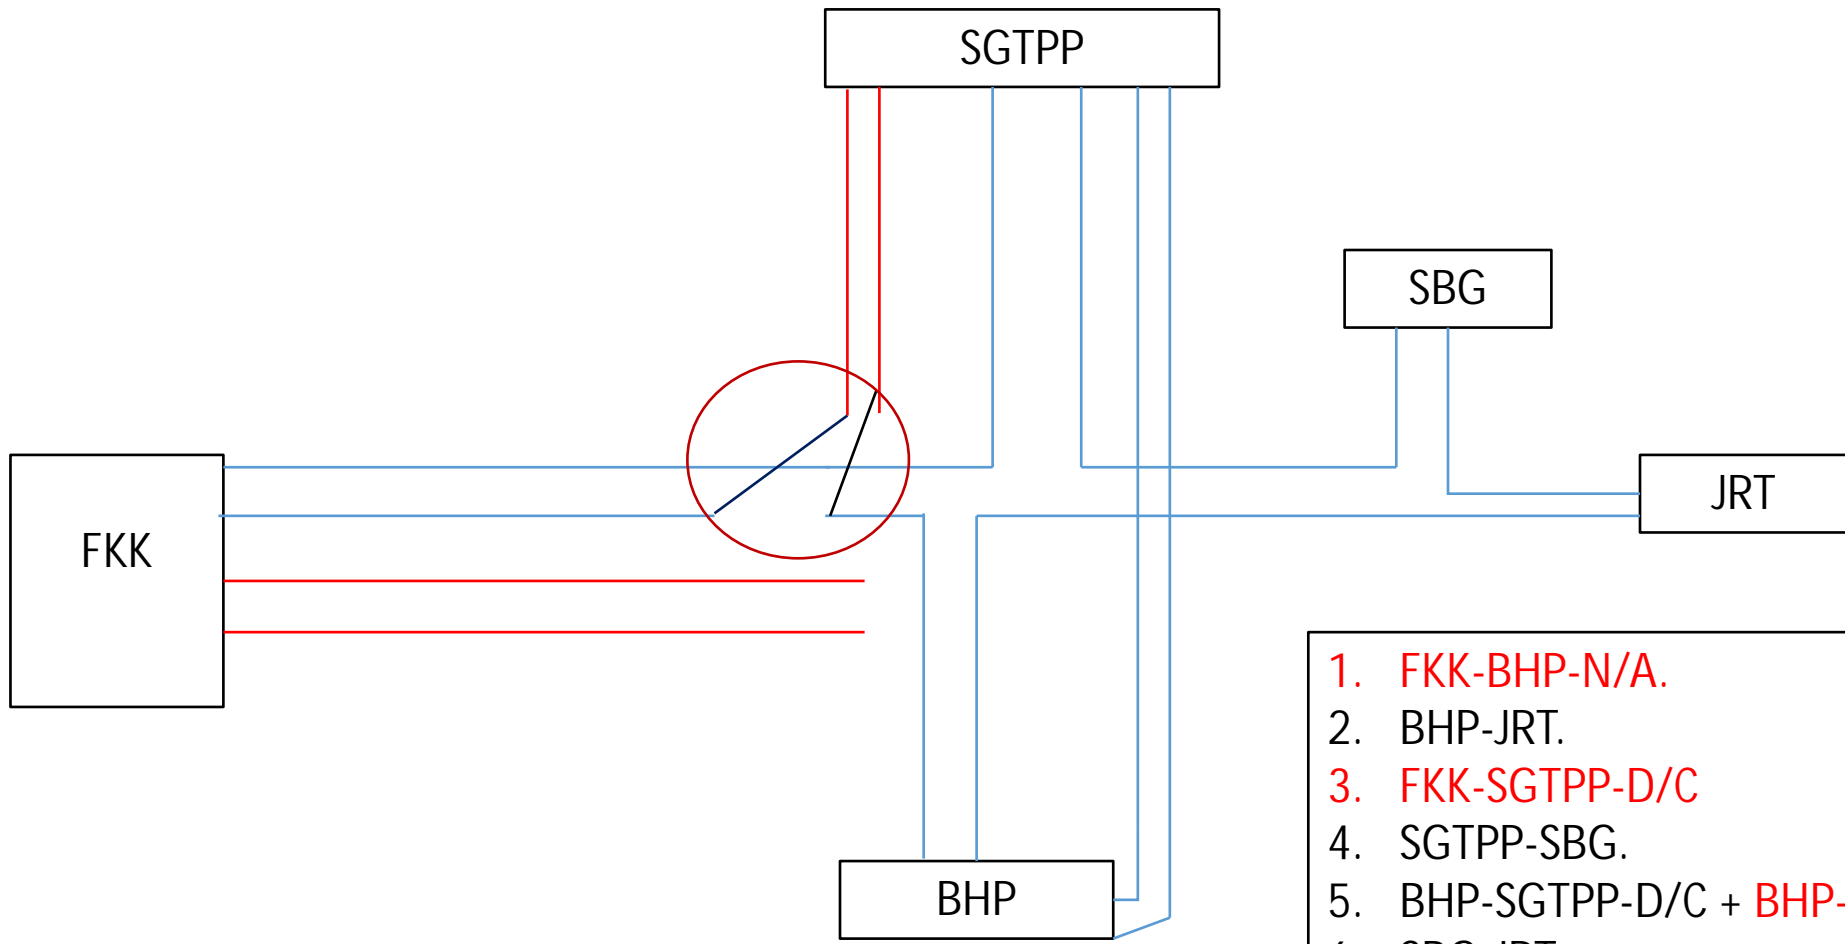 SGTPP
SBG
JRT
FKK
1. FKK-BHP-N/A.
2. BHP-JRT.
3. FKK-SGTPP-D/C
4. SGTPP-SBG.
5. BHP-SGTPP-D/C + BHP-
BHP